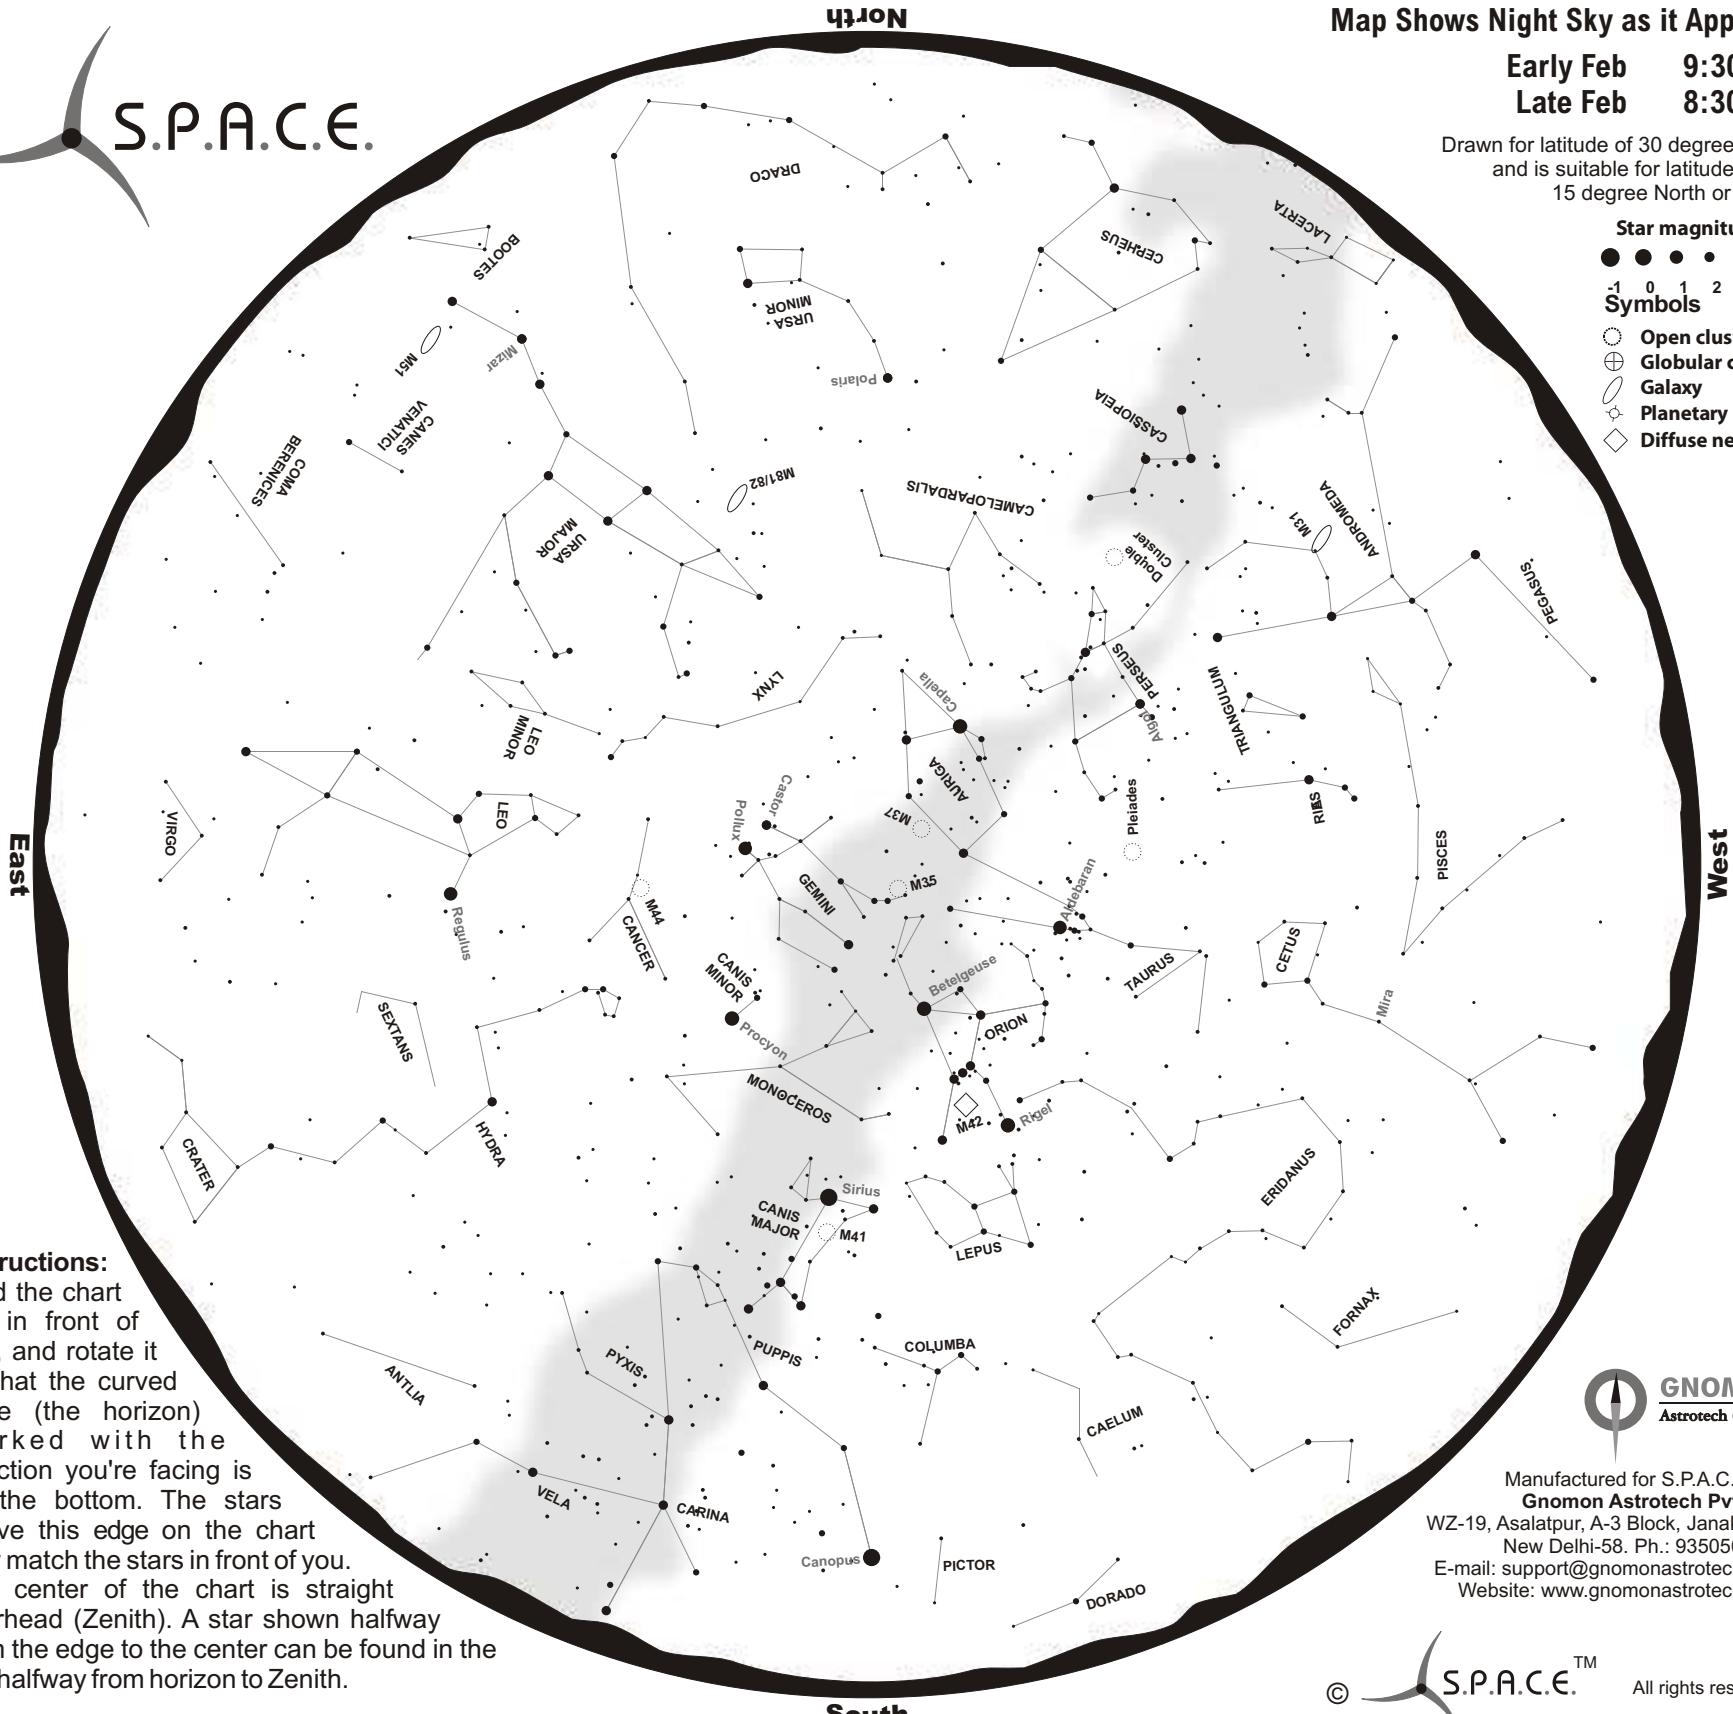 North
Map Shows Night Sky as it App
Early Feb 9:30
Late Feb 8:30
Drawn for latitude of 30 degree
and is suitable for latitude
15 degree North or
Star magnitu
-1 0 1 2
Symbols
Open clus
Globular c
Galaxy
Planetary
Diffuse ne
S.P.A.C.E.
DRACO
BOOTES
CEPHEUS
LACERTA
URSA
MINOR
Polaris
M51
Mizar
CANES
VENATICI
COMA
BERENICES
CASSIOPEIA
M81/82
CAMELOPARDALIS
URSA
MAJOR
Double
Cluster
M31
ANDROMEDA
PEGASUS
PERSEUS
Algol
TRIANGULUM
LYNX
Capella
LEO
MINOR
AURIGA
M37
Castor
Pollux
Pleiades
RIES
PISCES
VIRGO
LEO
East
West
Regulus
M44
CANCER
GEMINI
M35
Aldebaran
TAURUS
CETUS
Mira
CANIS
MINOR
Procyon
Betelgeuse
ORION
SEXTANS
MONOCEROS
M42
Rigel
HYDRA
CRATER
Sirius
CANIS
MAJOR
M41
LEPUS
ERIDANUS
FORNAX
COLUMBA
CAELUM
PUPPIS
PYXIS
ANTLIA
VELA
CARINA
Canopus
PICTOR
DORADO
ructions:
d the chart
in front of
and rotate it
hat the curved
e (the horizon)
rked with the
ction you're facing is
the bottom. The stars
ve this edge on the chart
match the stars in front of you.
center of the chart is straight
rhead (Zenith). A star shown halfway
the edge to the center can be found in the
halfway from horizon to Zenith.
South
GNOM
Astrotech
Manufactured for S.P.A.C.
Gnomon Astrotech Pv
WZ-19, Asalatpur, A-3 Block, Janal
New Delhi-58. Ph.: 93505
E-mail: support@gnomonastrotec
Website: www.gnomonastrotec
© S.P.A.C.E.™ All rights res